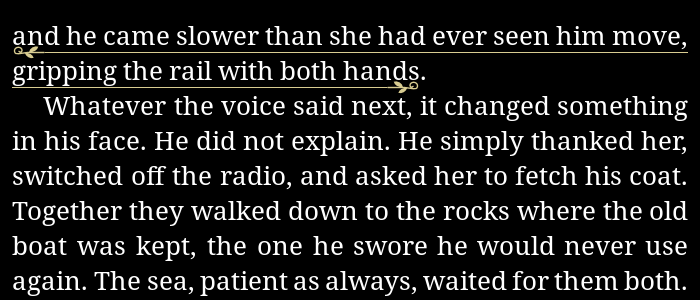 and he came slower than she had ever seen him move,
gripping the rail with both hands.
Whatever the voice said next, it changed something
in his face. He did not explain. He simply thanked her,
switched off the radio, and asked her to fetch his coat.
Together they walked down to the rocks where the old
boat was kept, the one he swore he would never use
again. The sea, patient as always, waited for them both.